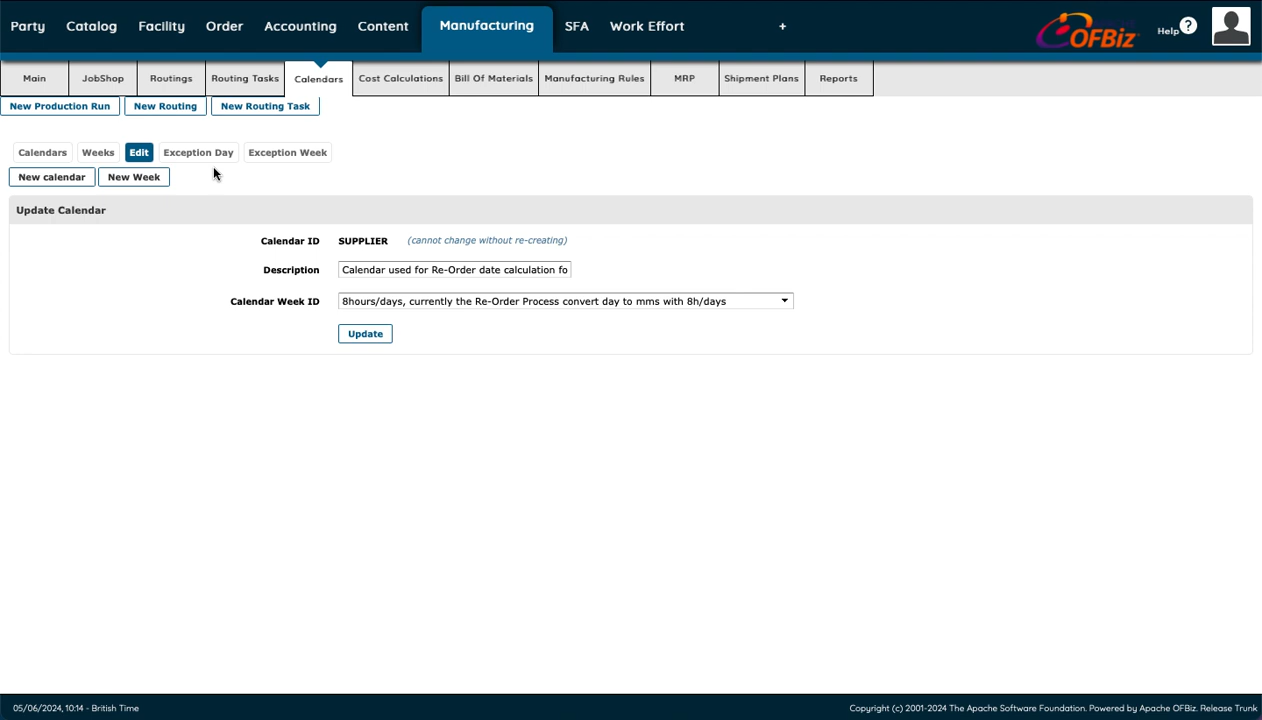 Party Catalog Facility Order Accounting Content Manufacturing SFA Work Effort + APACHE OFBiz Help ?
Main JobShop Routings Routing Tasks Calendars Cost Calculations Bill Of Materials Manufacturing Rules MRP Shipment Plans Reports
New Production Run New Routing New Routing Task
Calendars Weeks Edit Exception Day Exception Week
New calendar New Week
Update Calendar
Calendar ID SUPPLIER (cannot change without re-creating)
Description Calendar used for Re-Order date calculation fo
Calendar Week ID 8hours/days, currently the Re-Order Process convert day to mms with 8h/days
Update
05/06/2024, 10:14 - British Time Copyright (c) 2001-2024 The Apache Software Foundation. Powered by Apache OFBiz. Release Trunk